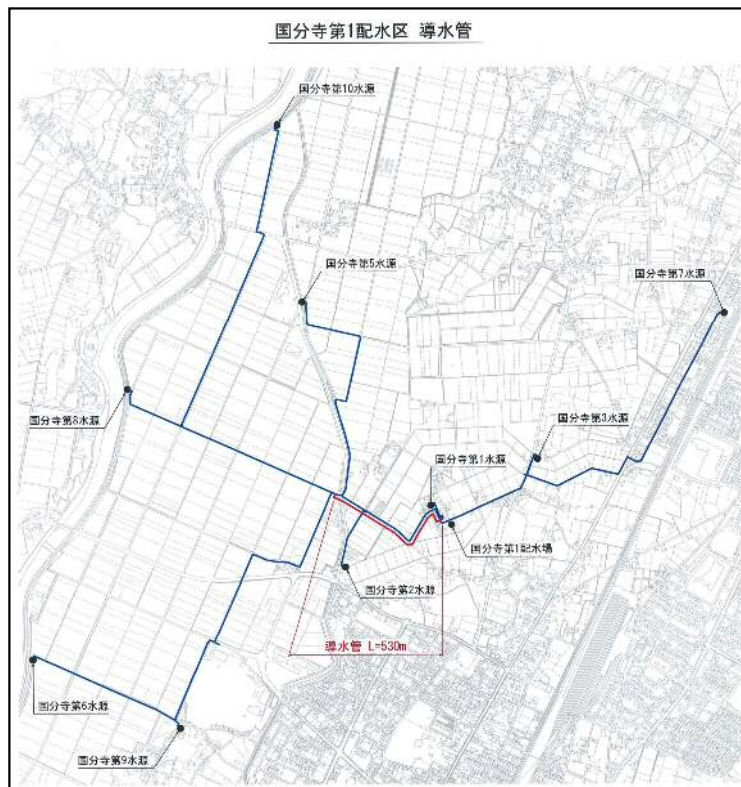 国分寺第1配水区 導水管
国分寺第10水源
国分寺第5水源
国分寺第7水源
国分寺第8水源
国分寺第3水源
国分寺第1水源
国分寺第1配水場
国分寺第2水源
導水管 L=530m
国分寺第6水源
国分寺第9水源